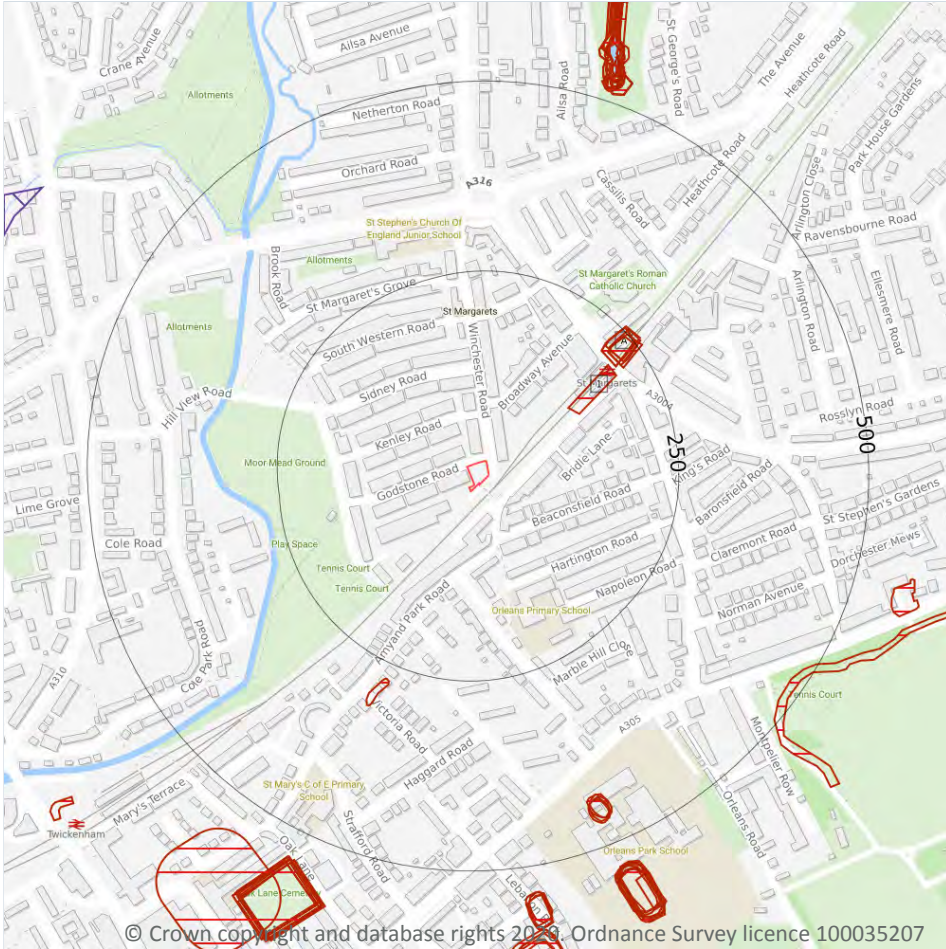 Crane Avenue
Ailsa Avenue
Ailsa Road
St George's Road
The Avenue
Heathcote Road
Allotments
Netherton Road
Park House Gardens
Orchard Road
A316
Cassilis Road
Heathcote Road
Arlington Close
St Stephen's Church Of
England Junior School
Ravensbourne Road
Brook Road
Allotments
St Margaret's Roman
Catholic Church
St Margaret's Grove
Arlington Road
Ellesmere Road
St Margarets
Allotments
South Western Road
Winchester Road
Broadway Avenue
A
Sidney Road
1
St Margarets
A3004
Hill View Road
Rosslyn Road
Kenley Road
500
250
Moor Mead Ground
Godstone Road
Bridle Lane
King's Road
Baronsfield Road
Lime Grove
Beaconsfield Road
St Stephen's Gardens
Cole Road
Play Space
Hartington Road
Claremont Road
Dorchester Mews
Tennis Court
Tennis Court
Napoleon Road
Norman Avenue
Amyand Park Road
Orleans Primary School
Cole Park Road
Marble Hill Close
A310
Tennis Court
Victoria Road
A305
Montpelier Row
Haggard Road
St Mary's C of E Primary
School
Mary's Terrace
Orleans Road
Twickenham
Strafford Road
Oak Lane
Orleans Park School
Lane Cemetery
© Crown copyright and database rights Ordnance Survey licence 100035207